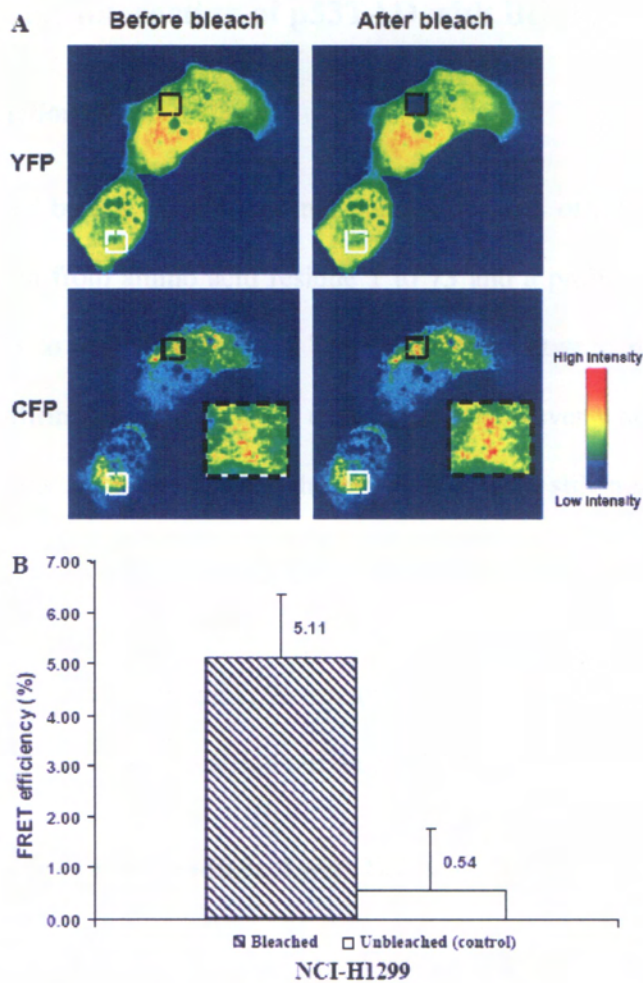 A
Before bleach
After bleach
YFP
CFP
High Intensity
Low Intensity
B
7.00
6.00
5.00
4.00
3.00
2.00
1.00
0.00
FRET efficiency (%)
5.11
0.54
Bleached
Unbleached (control)
NCI-H1299